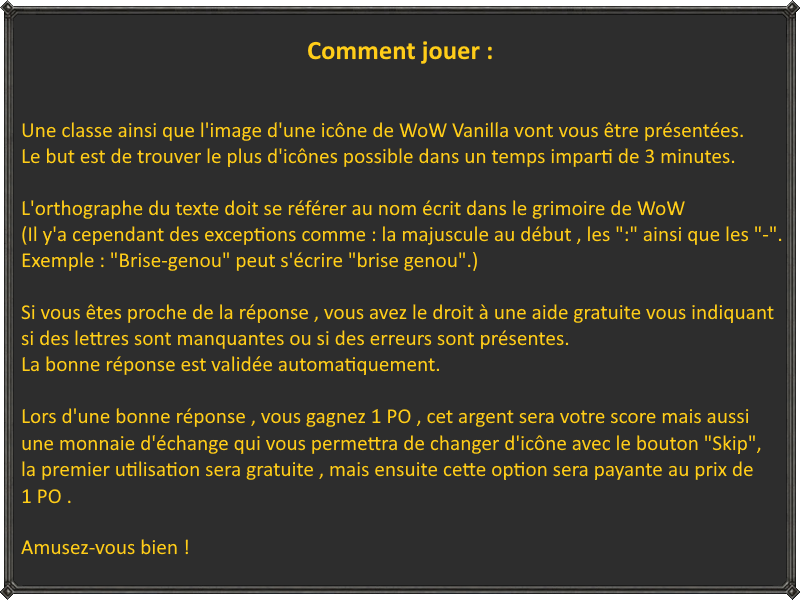 Comment jouer :
Une classe ainsi que l'image d'une icône de WoW Vanilla vont vous être présentées.
Le but est de trouver le plus d'icônes possible dans un temps imparti de 3 minutes.
L'orthographe du texte doit se référer au nom écrit dans le grimoire de WoW
(Il y'a cependant des exceptions comme : la majuscule au début , les ":" ainsi que les "-".
Exemple : "Brise-genou" peut s'écrire "brise genou".)
Si vous êtes proche de la réponse , vous avez le droit à une aide gratuite vous indiquant
si des lettres sont manquantes ou si des erreurs sont présentes.
La bonne réponse est validée automatiquement.
Lors d'une bonne réponse , vous gagnez 1 PO , cet argent sera votre score mais aussi
une monnaie d'échange qui vous permettra de changer d'icône avec le bouton "Skip",
la premier utilisation sera gratuite , mais ensuite cette option sera payante au prix de
1 PO .
Amusez-vous bien !